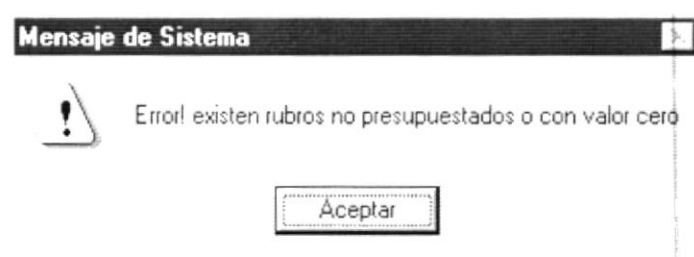 Mensaje de Sistema
Error! existen rubros no presupuestados o con valor cero
Aceptar